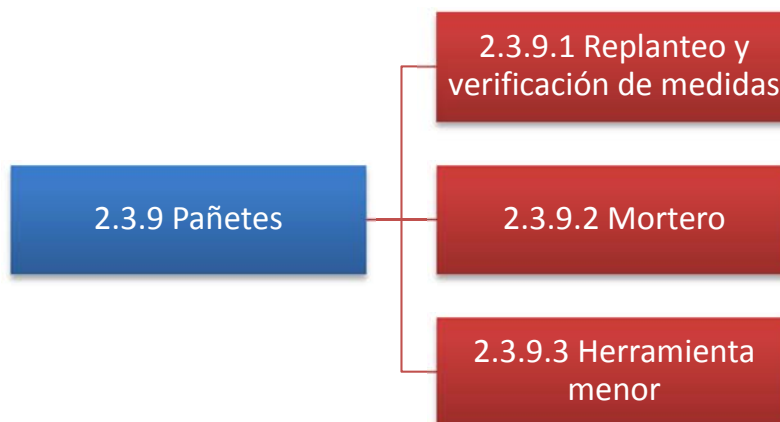 2.3.9.1 Replanteo y
verificación de medidas
2.3.9 Pañetes
2.3.9.2 Mortero
2.3.9.3 Herramienta
menor